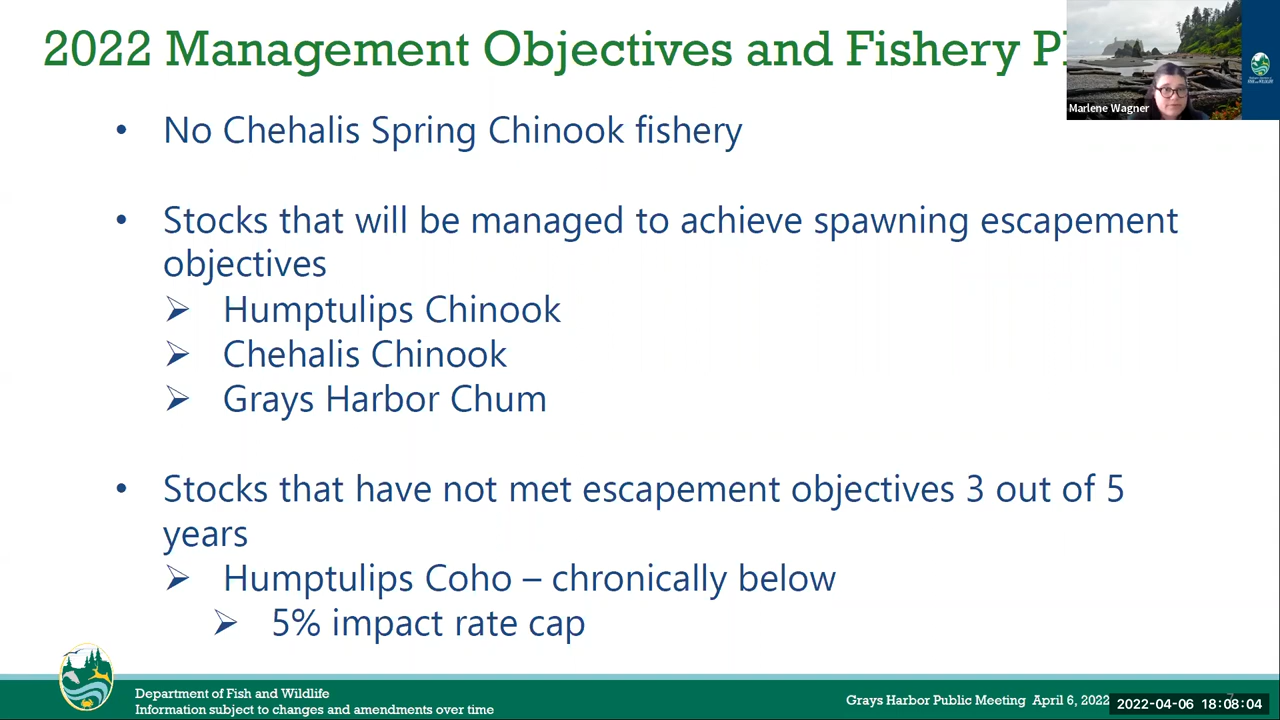 2022 Management Objectives and Fishery
Marlene Wagner
• No Chehalis Spring Chinook fishery
• Stocks that will be managed to achieve spawning escapement
objectives
➢ Humptulips Chinook
➢ Chehalis Chinook
➢ Grays Harbor Chum
• Stocks that have not met escapement objectives 3 out of 5
years
➢ Humptulips Coho – chronically below
➢ 5% impact rate cap
Department of Fish and Wildlife
Information subject to changes and amendments over time
Grays Harbor Public Meeting April 6, 2022
2022-04-06 18:08:04